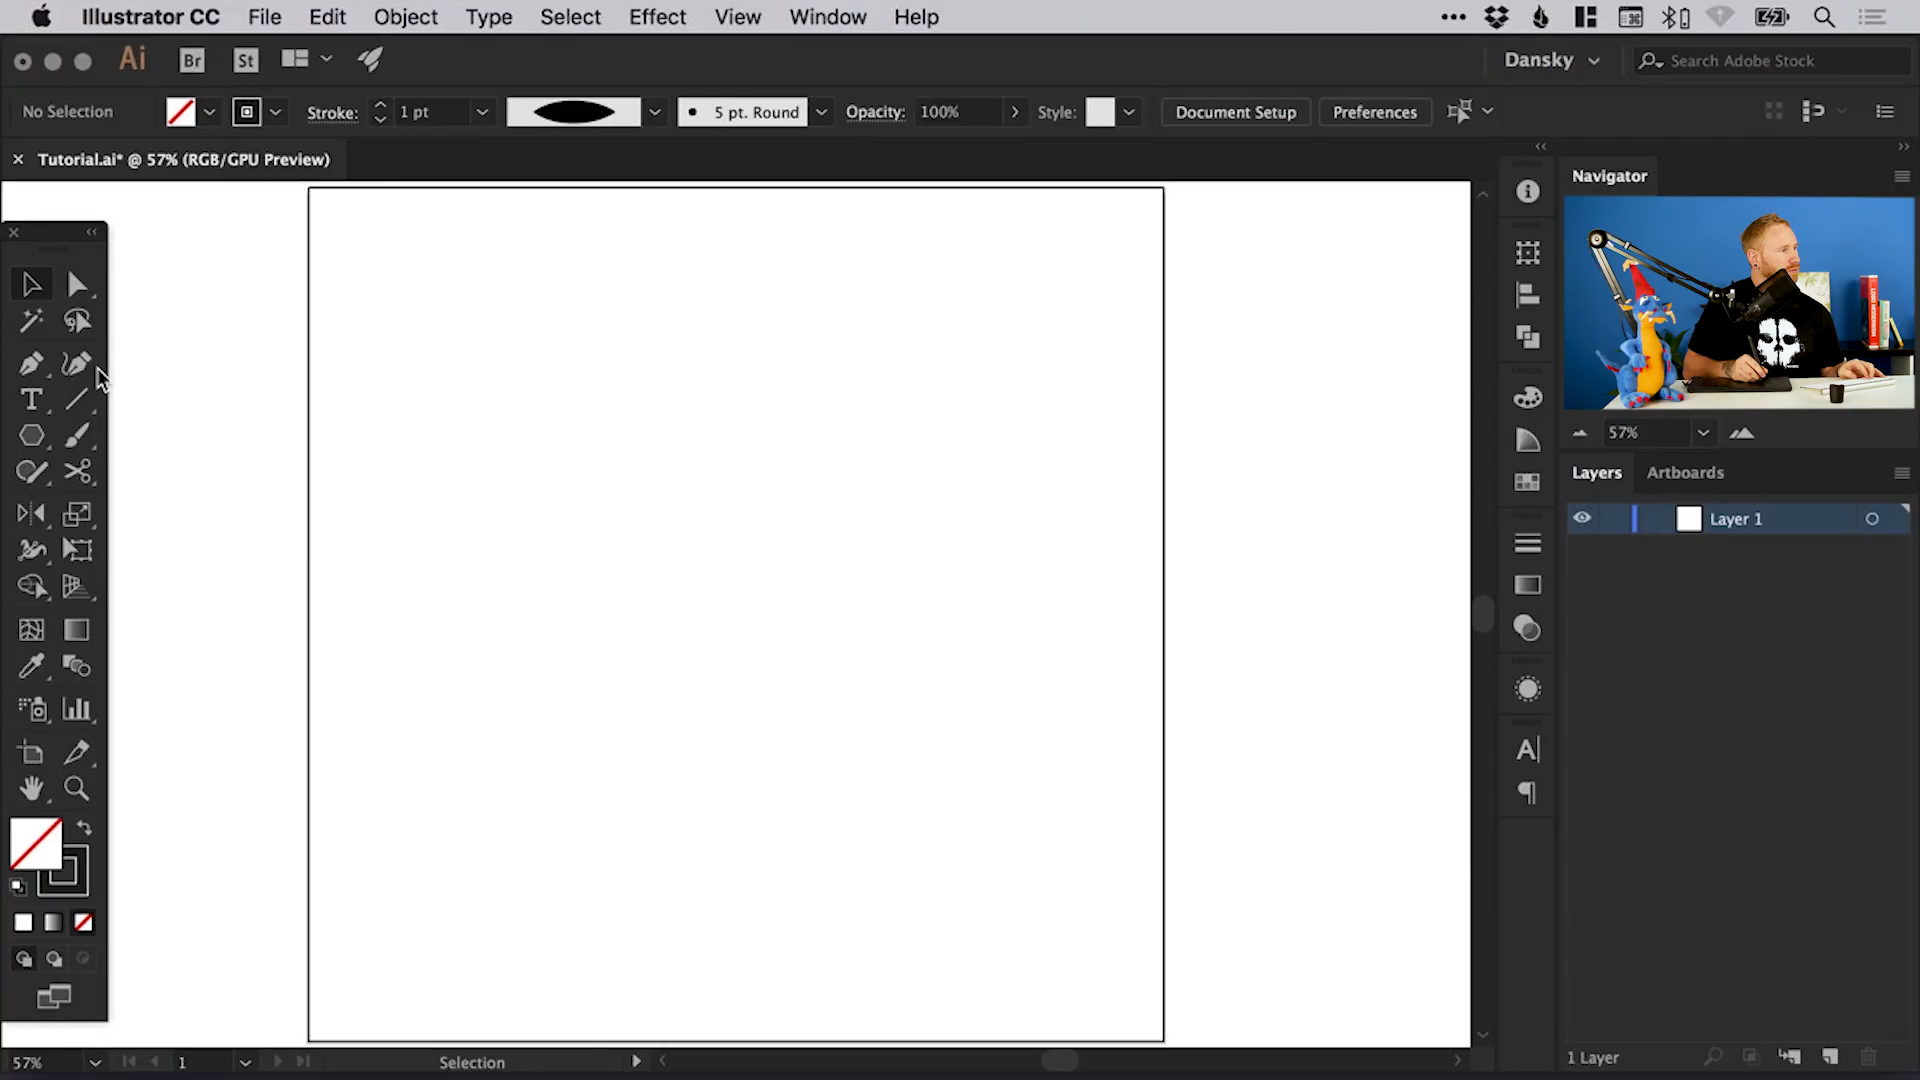 Illustrator CC File Edit Object Type Select Effect View Window Help
Ai Br St Dansky Search Adobe Stock
No Selection Stroke: 1 pt 5 pt. Round Opacity: 100% Style: Document Setup Preferences
Tutorial.ai* @ 57% (RGB/GPU Preview)
Navigator
57%
Layers Artboards
Layer 1
57% 1 Selection 1 Layer